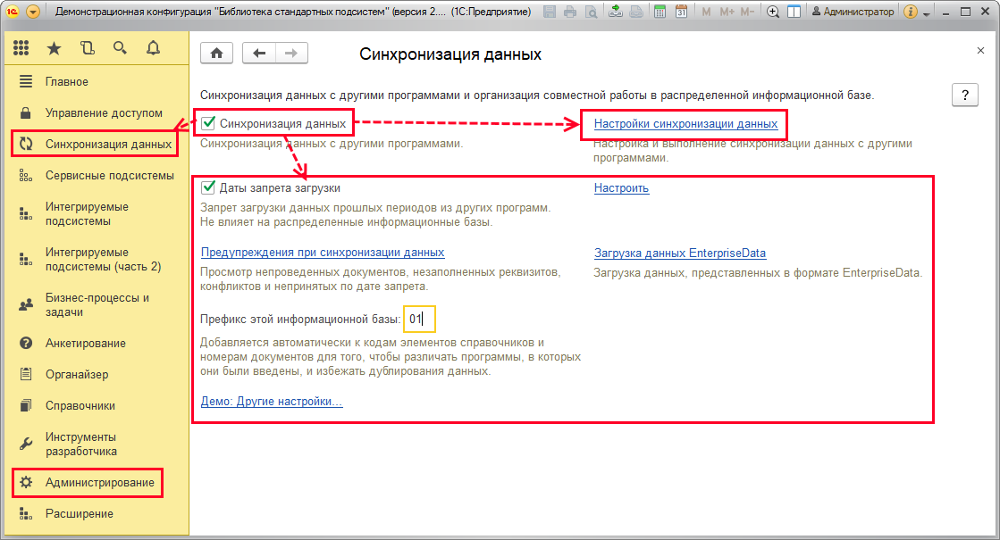 Демонстрационная конфигурация "Библиотека стандартных подсистем" (версия 2.... (1С:Предприятие)
31
M M+ M-
Администратор
Главное
Управление доступом
Синхронизация данных
Сервисные подсистемы
Интегрируемые
подсистемы
Интегрируемые
подсистемы (часть 2)
Бизнес-процессы и
задачи
Анкетирование
Органайзер
Справочники
Инструменты
разработчика
Администрирование
Расширение
Синхронизация данных
Синхронизация данных с другими программами и организация совместной работы в распределенной информационной базе.
?
Синхронизация данных
Настройки синхронизации данных
Синхронизация данных с другими программами.
Настройка и выполнение синхронизации данных с другими
программами.
Даты запрета загрузки
Настроить
Запрет загрузки данных прошлых периодов из других программ.
Не влияет на распределенные информационные базы.
Предупреждения при синхронизации данных
Загрузка данных EnterpriseData
Просмотр непроведенных документов, незаполненных реквизитов,
конфликтов и непринятых по дате запрета.
Загрузка данных, представленных в формате EnterpriseData.
Префикс этой информационной базы: 01
Добавляется автоматически к кодам элементов справочников и
номерам документов для того, чтобы различать программы, в которых
они были введены, и избежать дублирования данных.
Демо: Другие настройки...